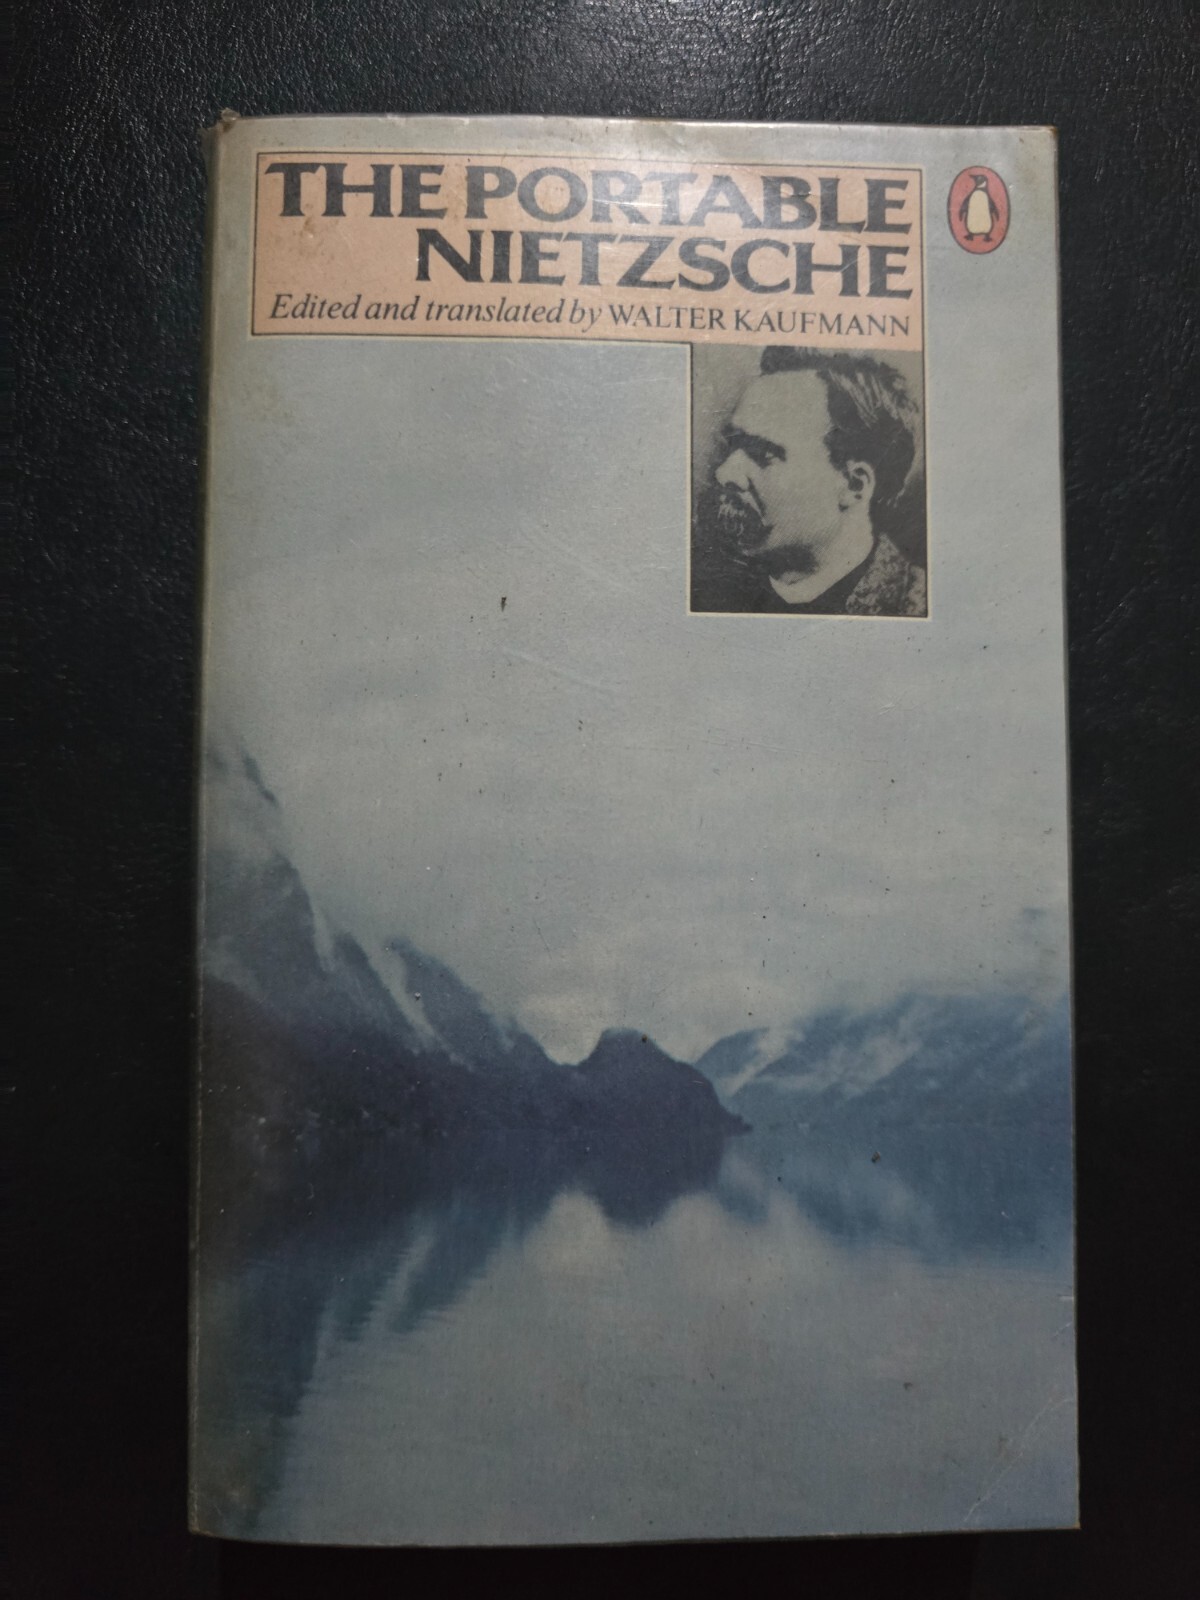 THE PORTABLE
NIETZSCHE
Edited and translated by WALTER KAUFMANN